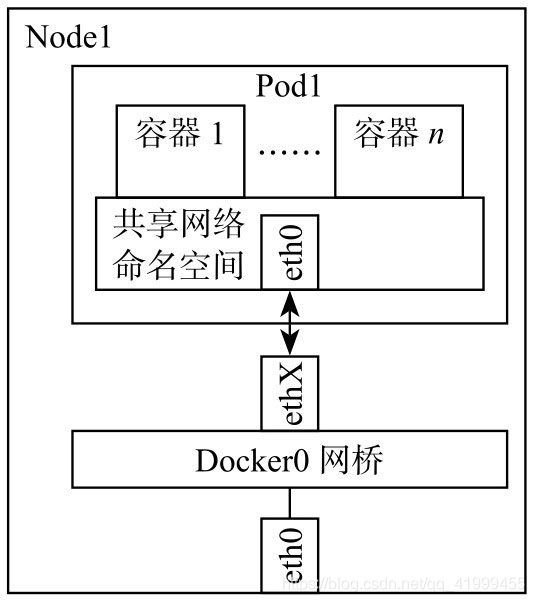 Node1
Pod1
容器 1
……
容器 n
共享网络
命名空间
eth0
ethX
Docker0 网桥
eth0
https://blog.csdn.net/qq_41999455